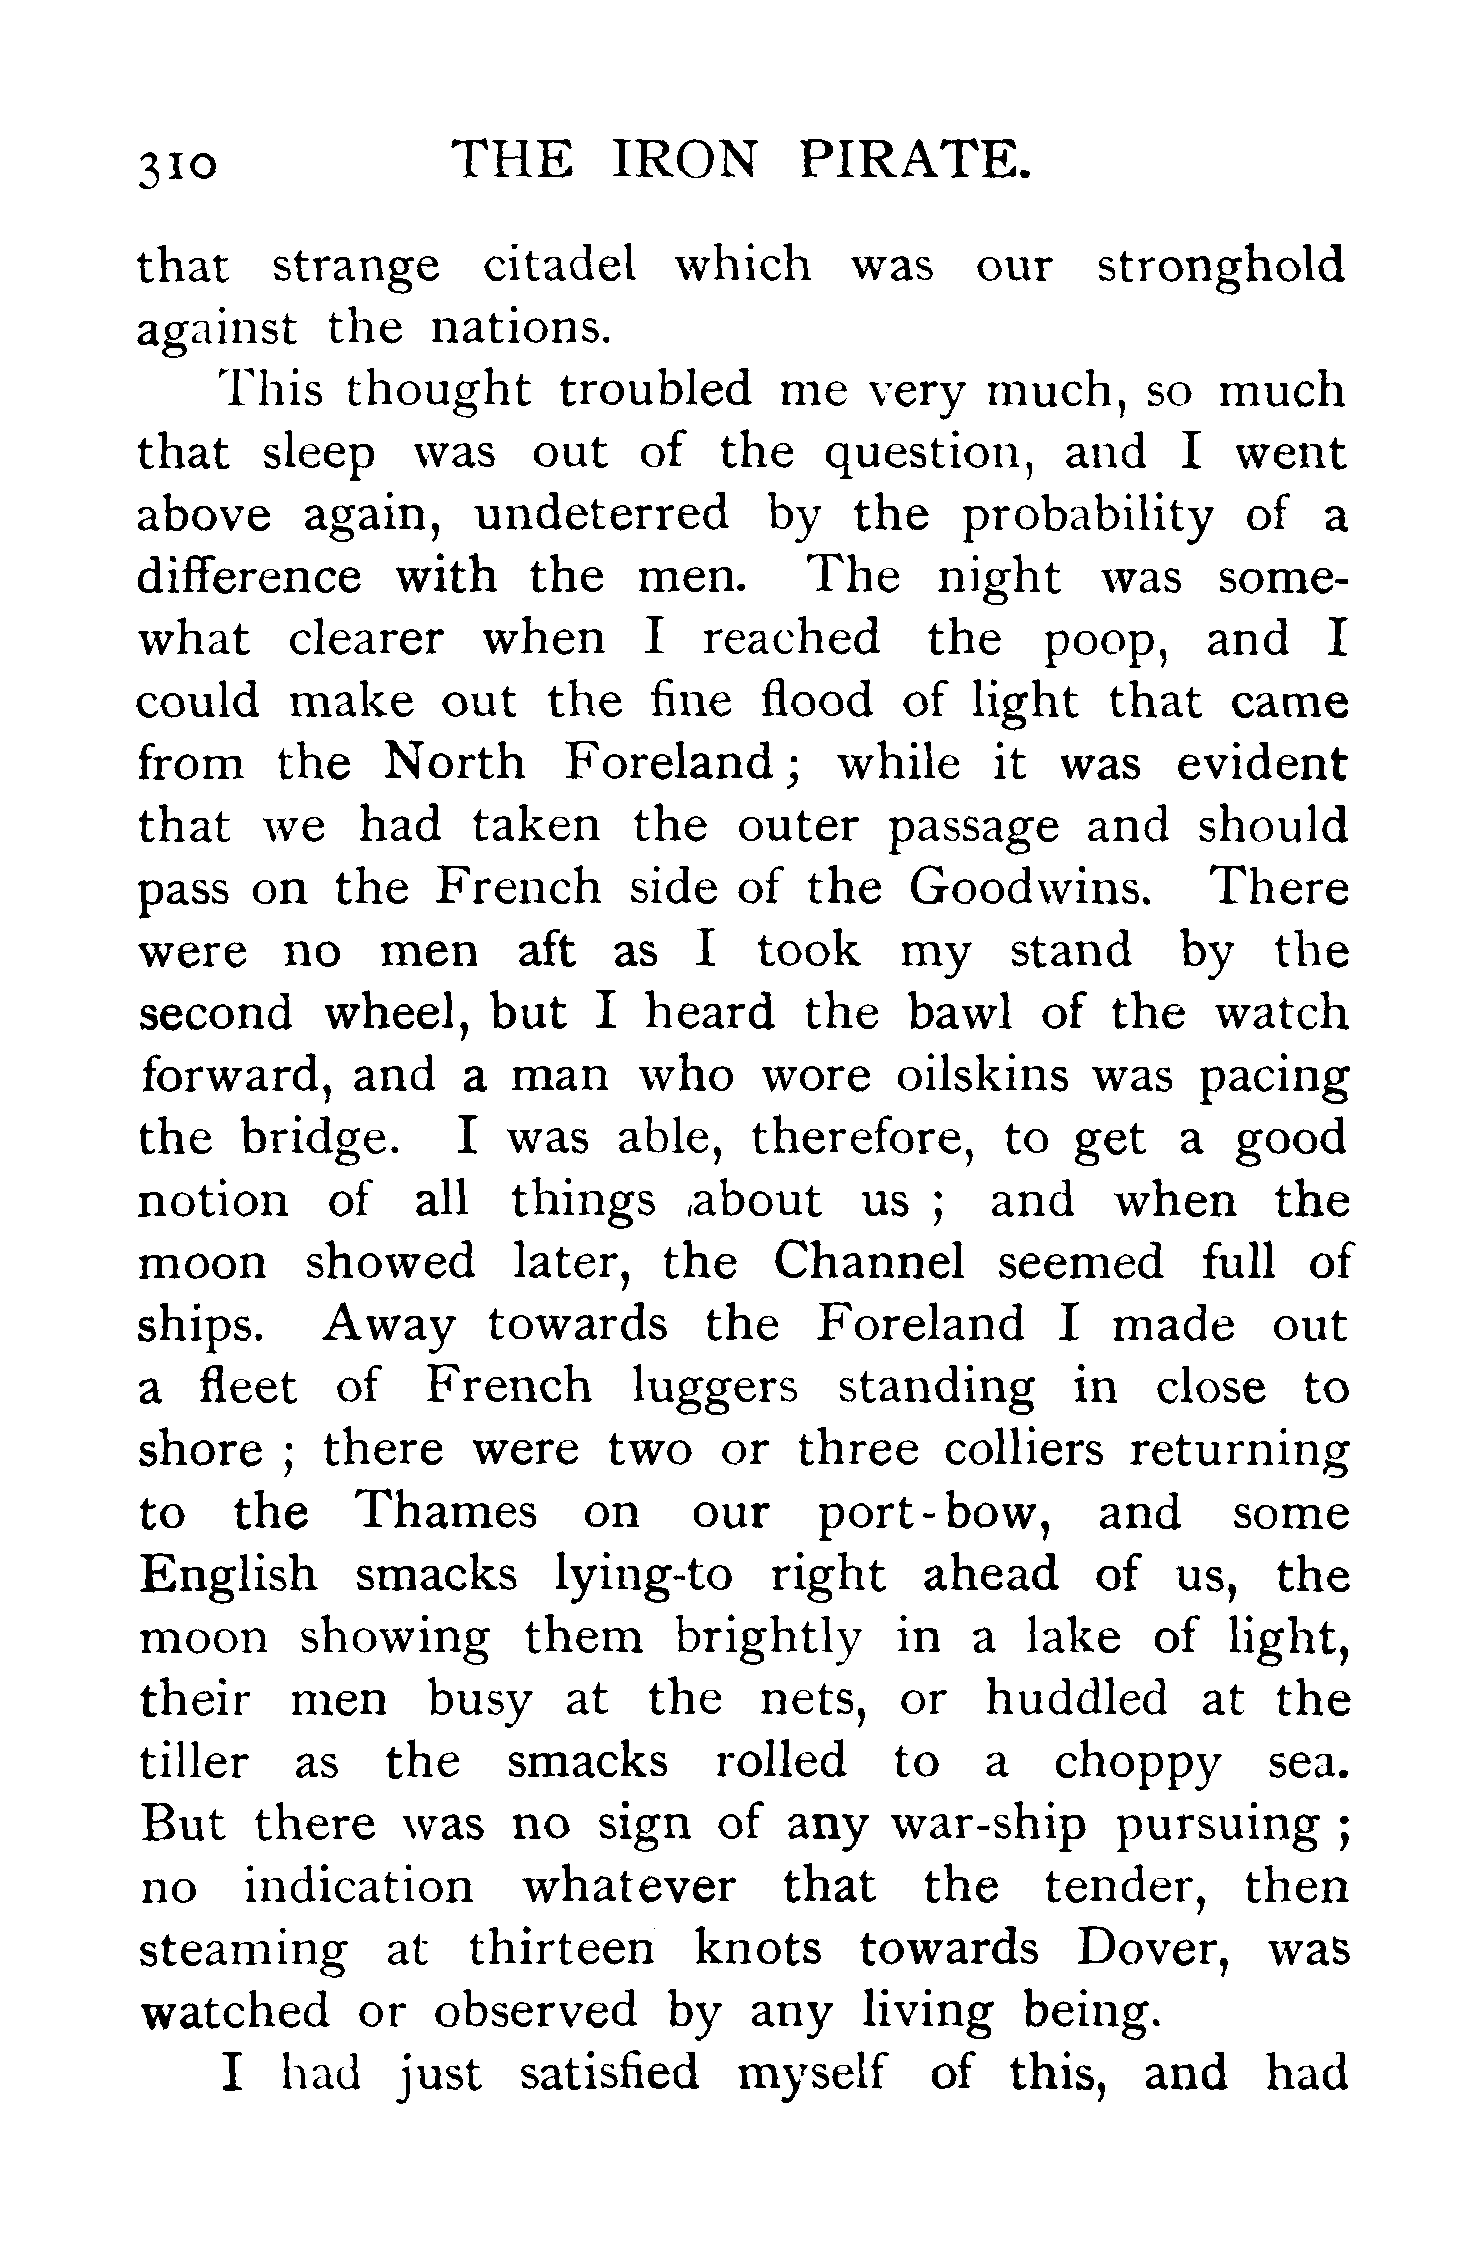 310 THE IRON PIRATE.
that strange citadel which was our stronghold
against the nations.
This thought troubled me very much, so much
that sleep was out of the question, and I went
above again, undeterred by the probability of a
difference with the men. The night was some-
what clearer when I reached the poop, and I
could make out the fine flood of light that came
from the North Foreland ; while it was evident
that we had taken the outer passage and should
pass on the French side of the Goodwins. There
were no men aft as I took my stand by the
second wheel, but I heard the bawl of the watch
forward, and a man who wore oilskins was pacing
the bridge. I was able, therefore, to get a good
notion of all things about us ; and when the
moon showed later, the Channel seemed full of
ships. Away towards the Foreland I made out
a fleet of French luggers standing in close to
shore ; there were two or three colliers returning
to the Thames on our port-bow, and some
English smacks lying-to right ahead of us, the
moon showing them brightly in a lake of light,
their men busy at the nets, or huddled at the
tiller as the smacks rolled to a choppy sea.
But there was no sign of any war-ship pursuing ;
no indication whatever that the tender, then
steaming at thirteen knots towards Dover, was
watched or observed by any living being.
I had just satisfied myself of this, and had